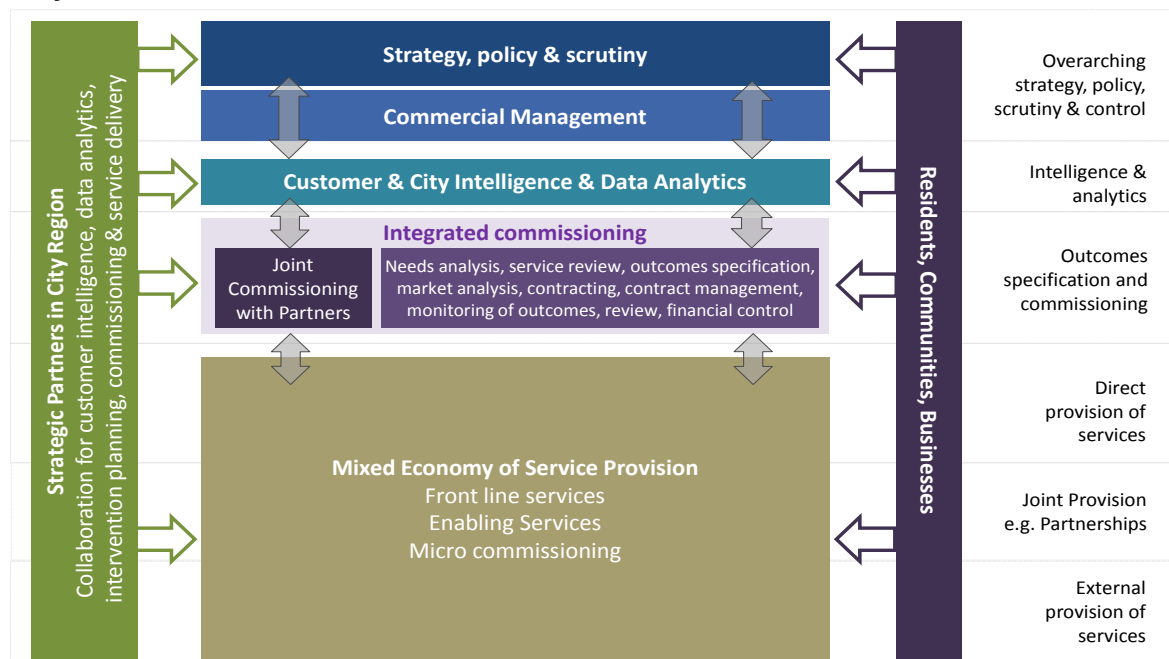 Strategic Partners in City Region
Collaboration for customer intelligence, data analytics,
intervention planning, commissioning & service delivery
Strategy, policy & scrutiny
Commercial Management
Customer & City Intelligence & Data Analytics
Integrated commissioning
Joint
Commissioning
with Partners
Needs analysis, service review, outcomes specification,
market analysis, contracting, contract management,
monitoring of outcomes, review, financial control
Mixed Economy of Service Provision
Front line services
Enabling Services
Micro commissioning
Residents, Communities, Businesses
Overarching
strategy, policy,
scrutiny & control
Intelligence &
analytics
Outcomes
specification and
commissioning
Direct
provision of
services
Joint Provision
e.g. Partnerships
External
provision of
services